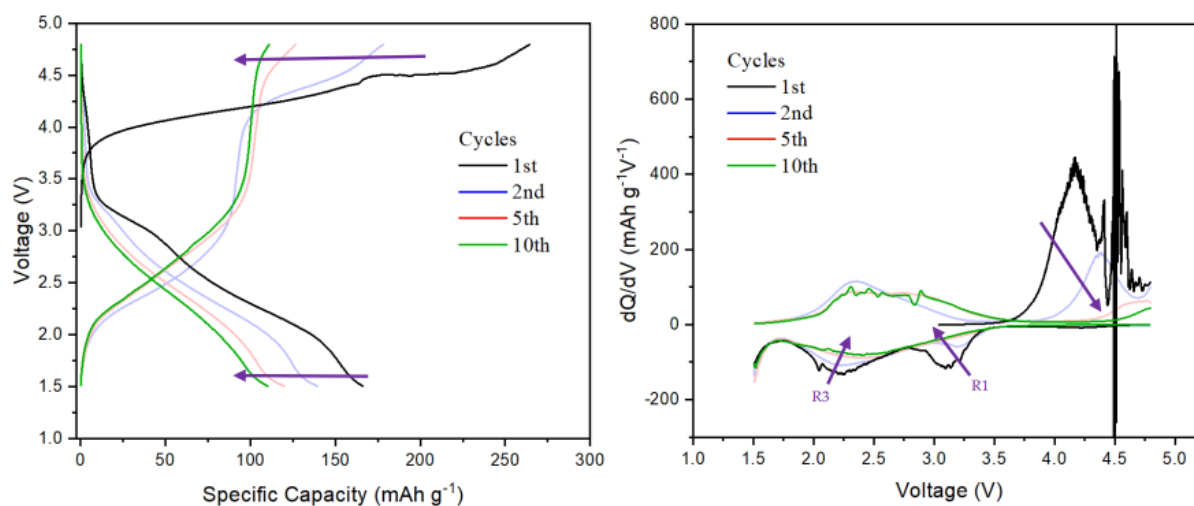 5.0
4.5
4.0
3.5
3.0
2.5
2.0
1.5
1.0
Voltage (V)
Cycles
1st
2nd
5th
10th
0 50 100 150 200 250 300
Specific Capacity (mAh g⁻¹)
800
600
400
200
0
-200
dQ/dV (mAh g⁻¹V⁻¹)
Cycles
1st
2nd
5th
10th
R3
R1
1.0 1.5 2.0 2.5 3.0 3.5 4.0 4.5 5.0
Voltage (V)